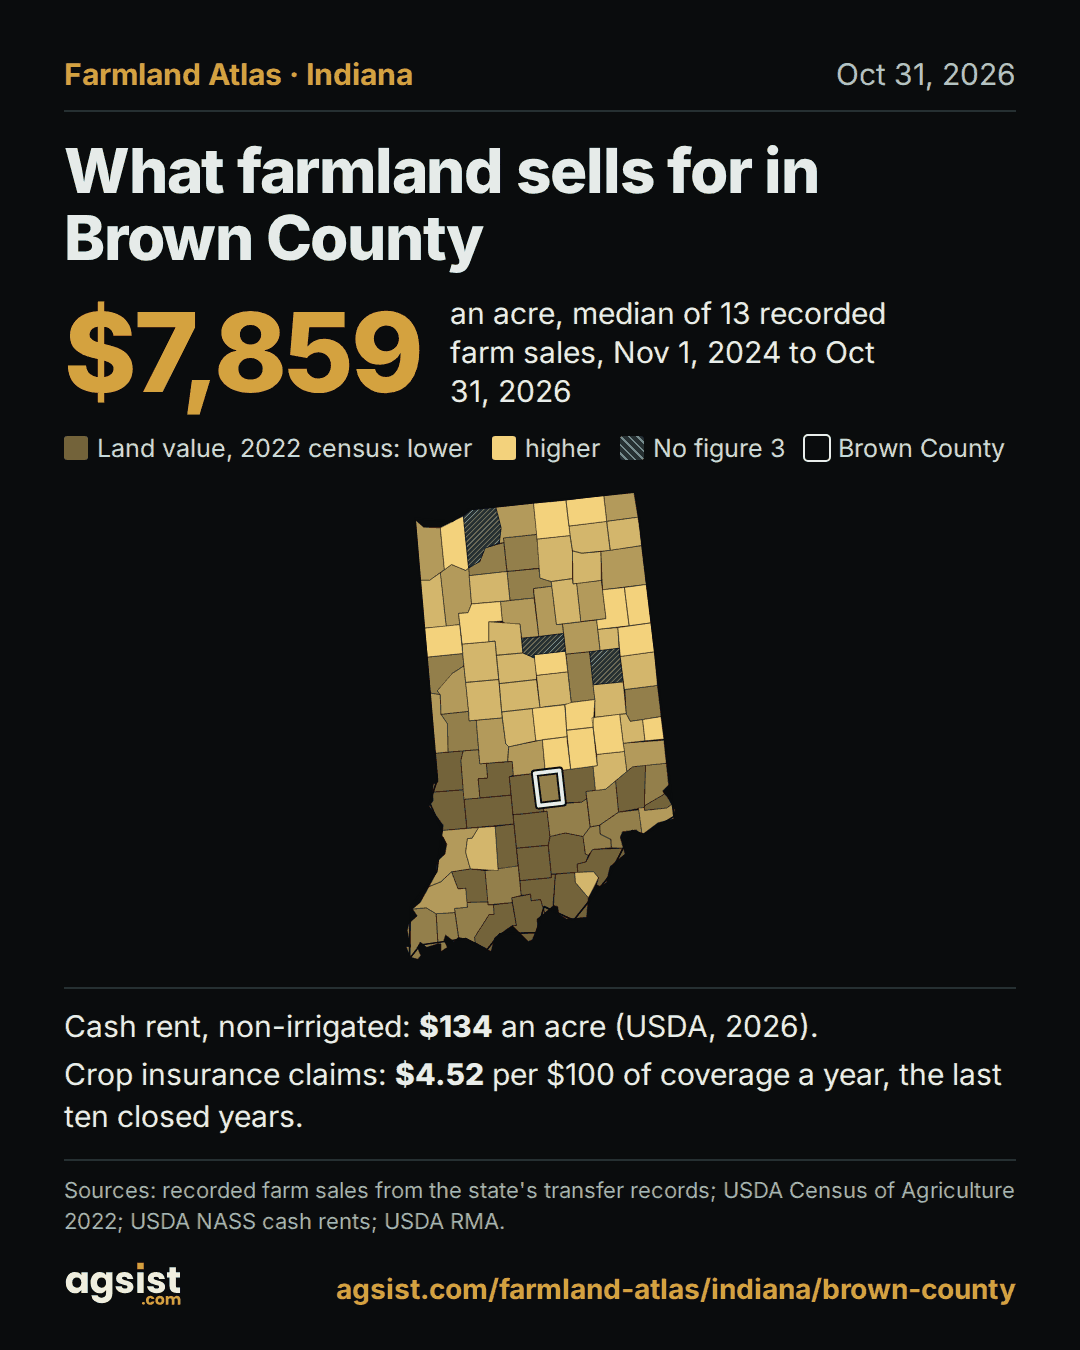 Farmland Atlas · Indiana
Oct 31, 2026
What farmland sells for in
Brown County
$7,859
an acre, median of 13 recorded
farm sales, Nov 1, 2024 to Oct
31, 2026
Land value, 2022 census: lower
higher
No figure 3
Brown County
Cash rent, non-irrigated: $134 an acre (USDA, 2026).
Crop insurance claims: $4.52 per $100 of coverage a year, the last
ten closed years.
Sources: recorded farm sales from the state's transfer records; USDA Census of Agriculture
2022; USDA NASS cash rents; USDA RMA.
agsist
.com
agsist.com/farmland-atlas/indiana/brown-county